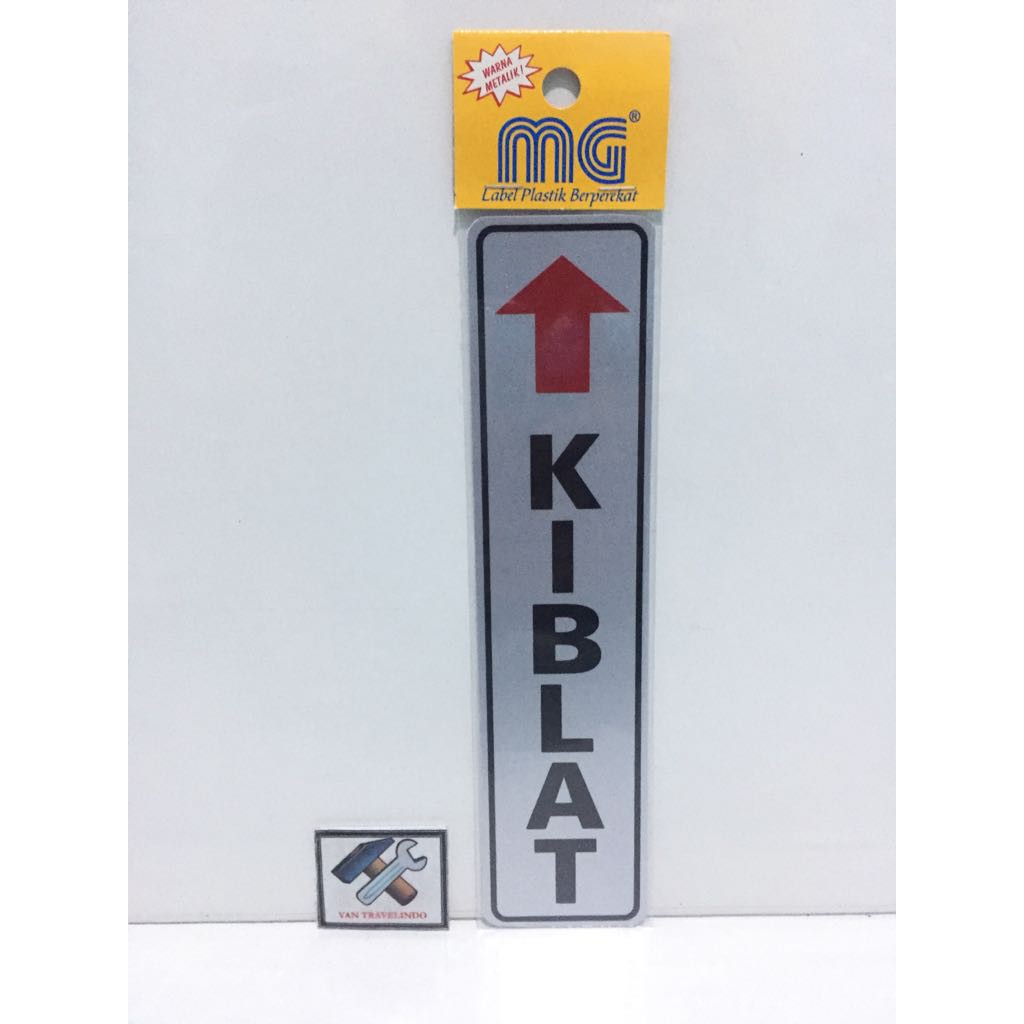 WARNA
METALIK!
MG®
Label Plastik Berperekat
KIBLAT
VAN TRAVELINDO